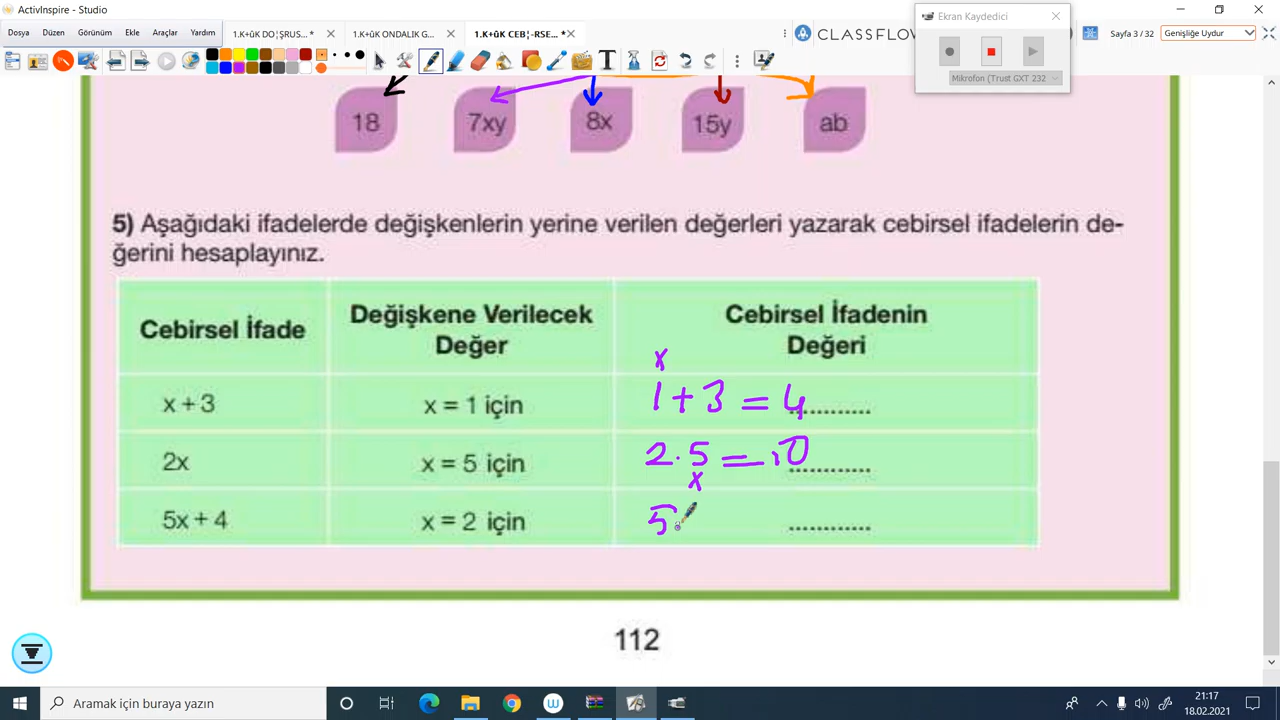 ActivInspire - Studio
Dosya Düzen Görünüm Ekle Araçlar Yardım
1.K+ûK DO¦ŞRUS... *
1.K+ûK ONDALIK G...
1.K+ûK CEB¦-RSE... *
CLASSFLOW
Sayfa 3 / 32
Genişliğe Uydur
Ekran Kaydedici
Mikrofon (Trust GXT 232
18 7xy 8x 15y ab
5) Aşağıdaki ifadelerde değişkenlerin yerine verilen değerleri yazarak cebirsel ifadelerin de-
ğerini hesaplayınız.
Cebirsel İfade
Değişkene Verilecek
Değer
Cebirsel İfadenin
Değeri
x
x + 3 x = 1 için 1 + 3 = 4 ............
2x x = 5 için 2 . 5 = 10 ............
x
5x + 4 x = 2 için 5 . ............
112
Aramak için buraya yazın
21:17
18.02.2021